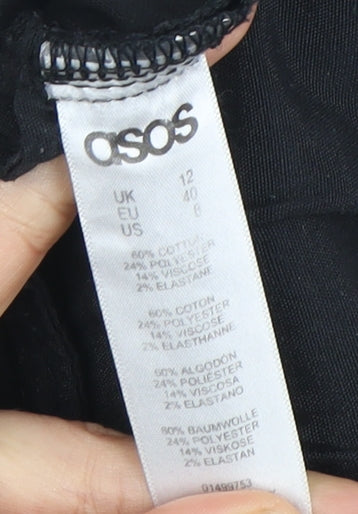 asos
UK 12
EU 40
US 8
60% COTTON
24% POLYESTER
14% VISCOSE
2% ELASTANE
60% COTON
24% POLYESTER
14% VISCOSE
2% ELASTHANNE
60% ALGODON
24% POLIESTER
14% VISCOSA
2% ELASTANO
60% BAUMWOLLE
24% POLYESTER
14% VISKOSE
2% ELASTAN
01499753